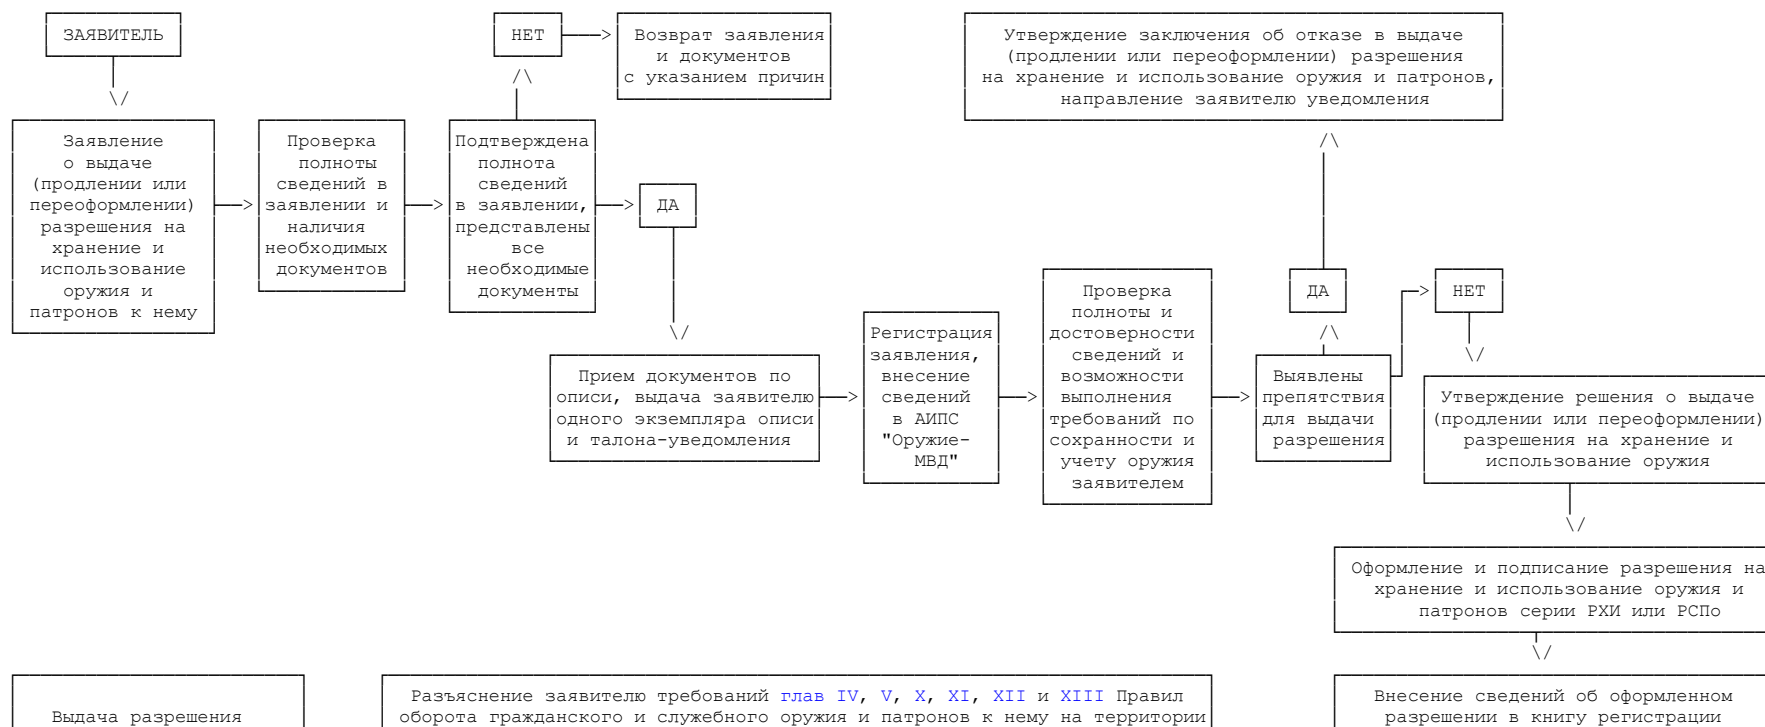 ЗАЯВИТЕЛЬ
НЕТ
Возврат заявления
и документов
с указанием причин
Утверждение заключения об отказе в выдаче
(продлении или переоформлении) разрешения
на хранение и использование оружия и патронов,
направление заявителю уведомления
Заявление
о выдаче
(продлении или
переоформлении)
разрешения на
хранение и
использование
оружия и
патронов к нему
Проверка
полноты
сведений в
заявлении и
наличия
необходимых
документов
Подтверждена
полнота
сведений
в заявлении,
представлены
все
необходимые
документы
ДА
Прием документов по
описи, выдача заявителю
одного экземпляра описи
и талона-уведомления
Регистрация
заявления,
внесение
сведений
в АИПС
"Оружие-
МВД"
Проверка
полноты и
достоверности
сведений и
возможности
выполнения
требований по
сохранности и
учету оружия
заявителем
Выявлены
препятствия
для выдачи
разрешения
ДА
НЕТ
Утверждение решения о выдаче
(продлении или переоформлении)
разрешения на хранение и
использование оружия
Оформление и подписание разрешения на
хранение и использование оружия и
патронов серии РХИ или РСПо
Внесение сведений об оформленном
разрешении в книгу регистрации
Разъяснение заявителю требований глав IV, V, X, XI, XII и XIII Правил
оборота гражданского и служебного оружия и патронов к нему на территории
Выдача разрешения